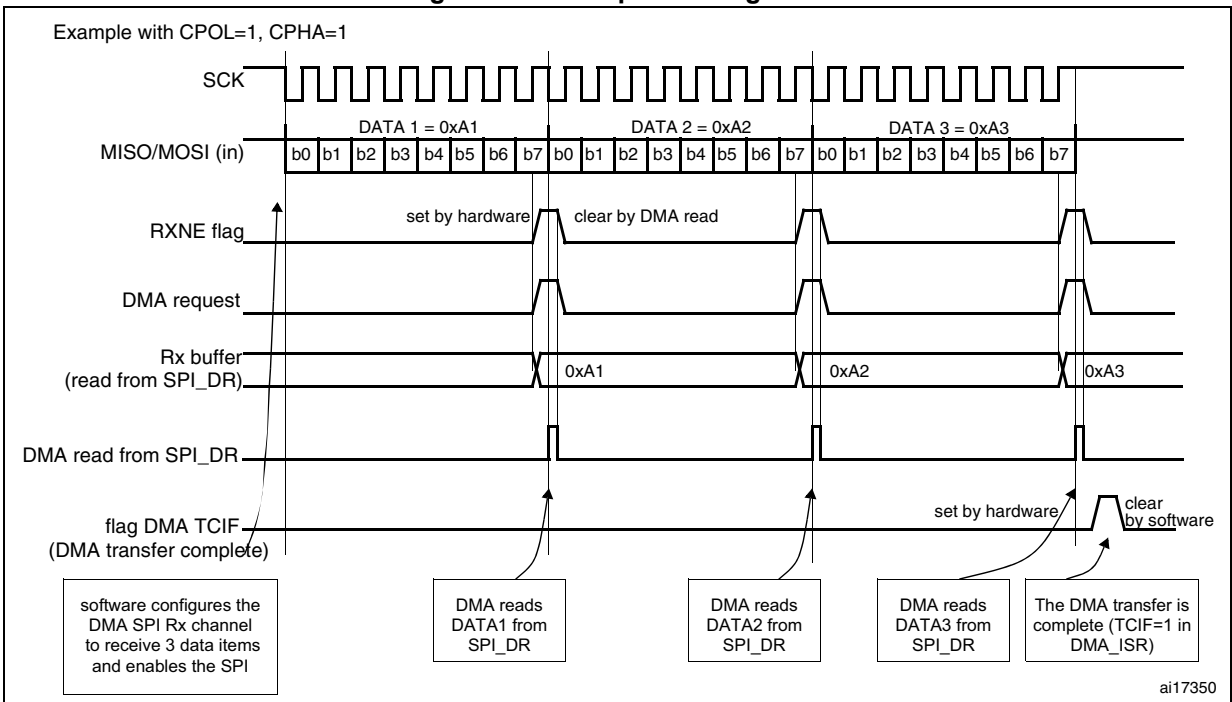 Example with CPOL=1, CPHA=1
SCK
DATA 1 = 0xA1
DATA 2 = 0xA2
DATA 3 = 0xA3
MISO/MOSI (in)
b0 b1 b2 b3 b4 b5 b6 b7 b0 b1 b2 b3 b4 b5 b6 b7 b0 b1 b2 b3 b4 b5 b6 b7
set by hardware
clear by DMA read
RXNE flag
DMA request
Rx buffer
(read from SPI_DR)
0xA1
0xA2
0xA3
DMA read from SPI_DR
set by hardware
clear
by software
flag DMA TCIF
(DMA transfer complete)
software configures the
DMA SPI Rx channel
to receive 3 data items
and enables the SPI
DMA reads
DATA1 from
SPI_DR
DMA reads
DATA2 from
SPI_DR
DMA reads
DATA3 from
SPI_DR
The DMA transfer is
complete (TCIF=1 in
DMA_ISR)
ai17350